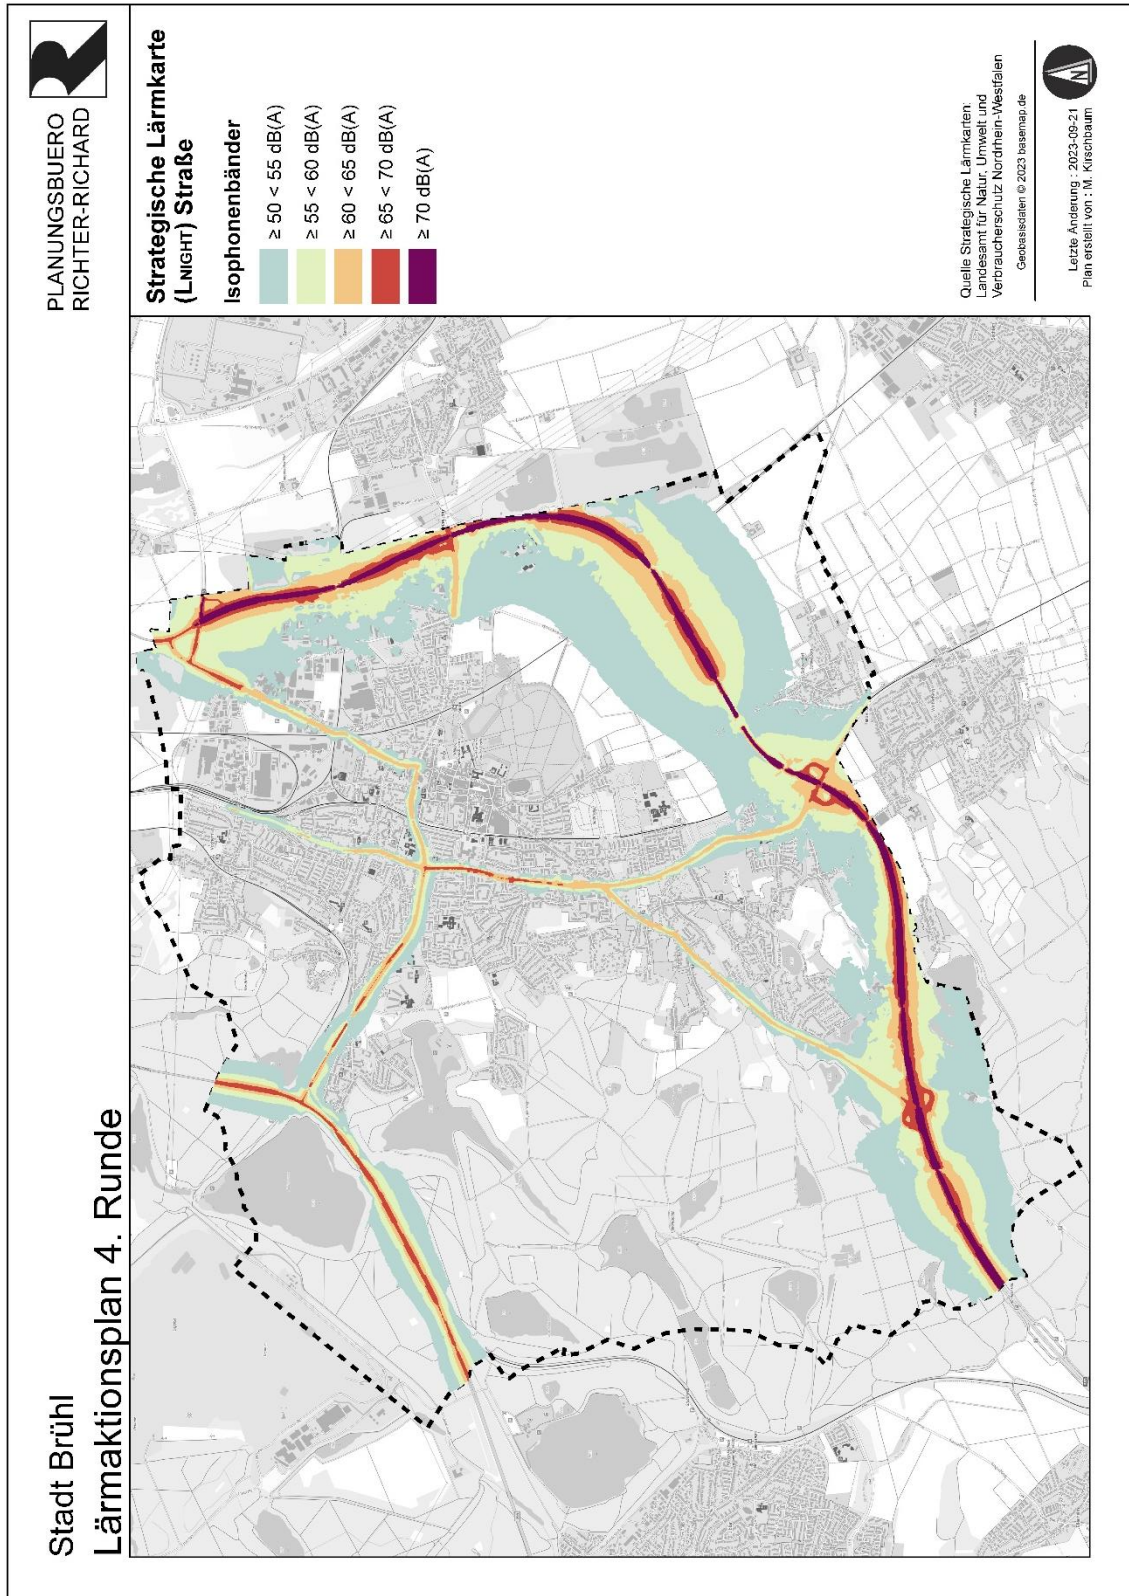 Stadt Brühl
Lärmaktionsplan 4. Runde
PLANUNGSBUERO
RICHTER-RICHARD
Strategische Lärmkarte
(LNIGHT) Straße
Isophonenbänder
≥ 50 < 55 dB(A)
≥ 55 < 60 dB(A)
≥ 60 < 65 dB(A)
≥ 65 < 70 dB(A)
≥ 70 dB(A)
Quelle Strategische Lärmkarten:
Landesamt für Natur, Umwelt und
Verbraucherschutz Nordrhein-Westfalen
Geobasisdaten © 2023 basemap.de
N
Letzte Änderung : 2023-09-21
Plan erstellt von : M. Kirschbaum